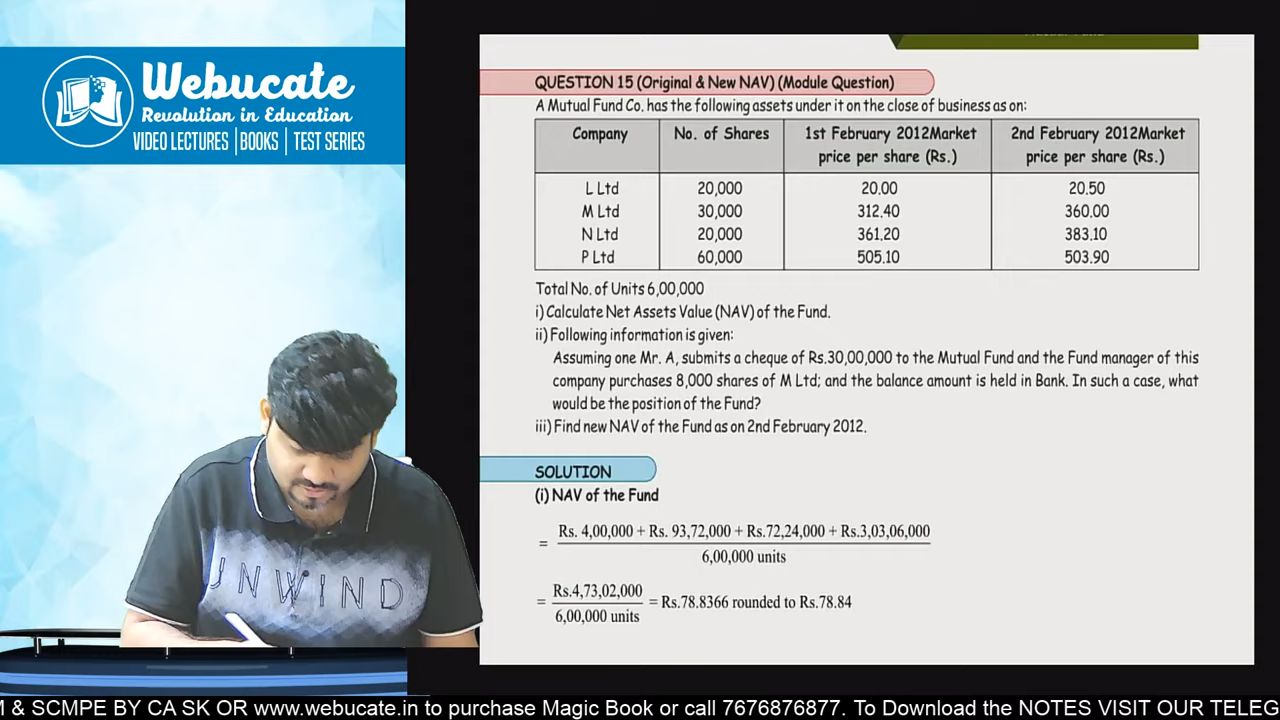 Webucate
Revolution in Education
VIDEO LECTURES | BOOKS | TEST SERIES
QUESTION 15 (Original & New NAV) (Module Question)
A Mutual Fund Co. has the following assets under it on the close of business as on:
Company No. of Shares 1st February 2012Market price per share (Rs.) 2nd February 2012Market price per share (Rs.)
L Ltd 20,000 20.00 20.50
M Ltd 30,000 312.40 360.00
N Ltd 20,000 361.20 383.10
P Ltd 60,000 505.10 503.90
Total No. of Units 6,00,000
i) Calculate Net Assets Value (NAV) of the Fund.
ii) Following information is given:
Assuming one Mr. A, submits a cheque of Rs.30,00,000 to the Mutual Fund and the Fund manager of this
company purchases 8,000 shares of M Ltd; and the balance amount is held in Bank. In such a case, what
would be the position of the Fund?
iii) Find new NAV of the Fund as on 2nd February 2012.
SOLUTION
(i) NAV of the Fund
= Rs. 4,00,000 + Rs. 93,72,000 + Rs.72,24,000 + Rs.3,03,06,000
6,00,000 units
= Rs.4,73,02,000
6,00,000 units
= Rs.78.8366 rounded to Rs.78.84
UNWIND
M & SCMPE BY CA SK OR www.webucate.in to purchase Magic Book or call 7676876877. To Download the NOTES VISIT OUR TELEG